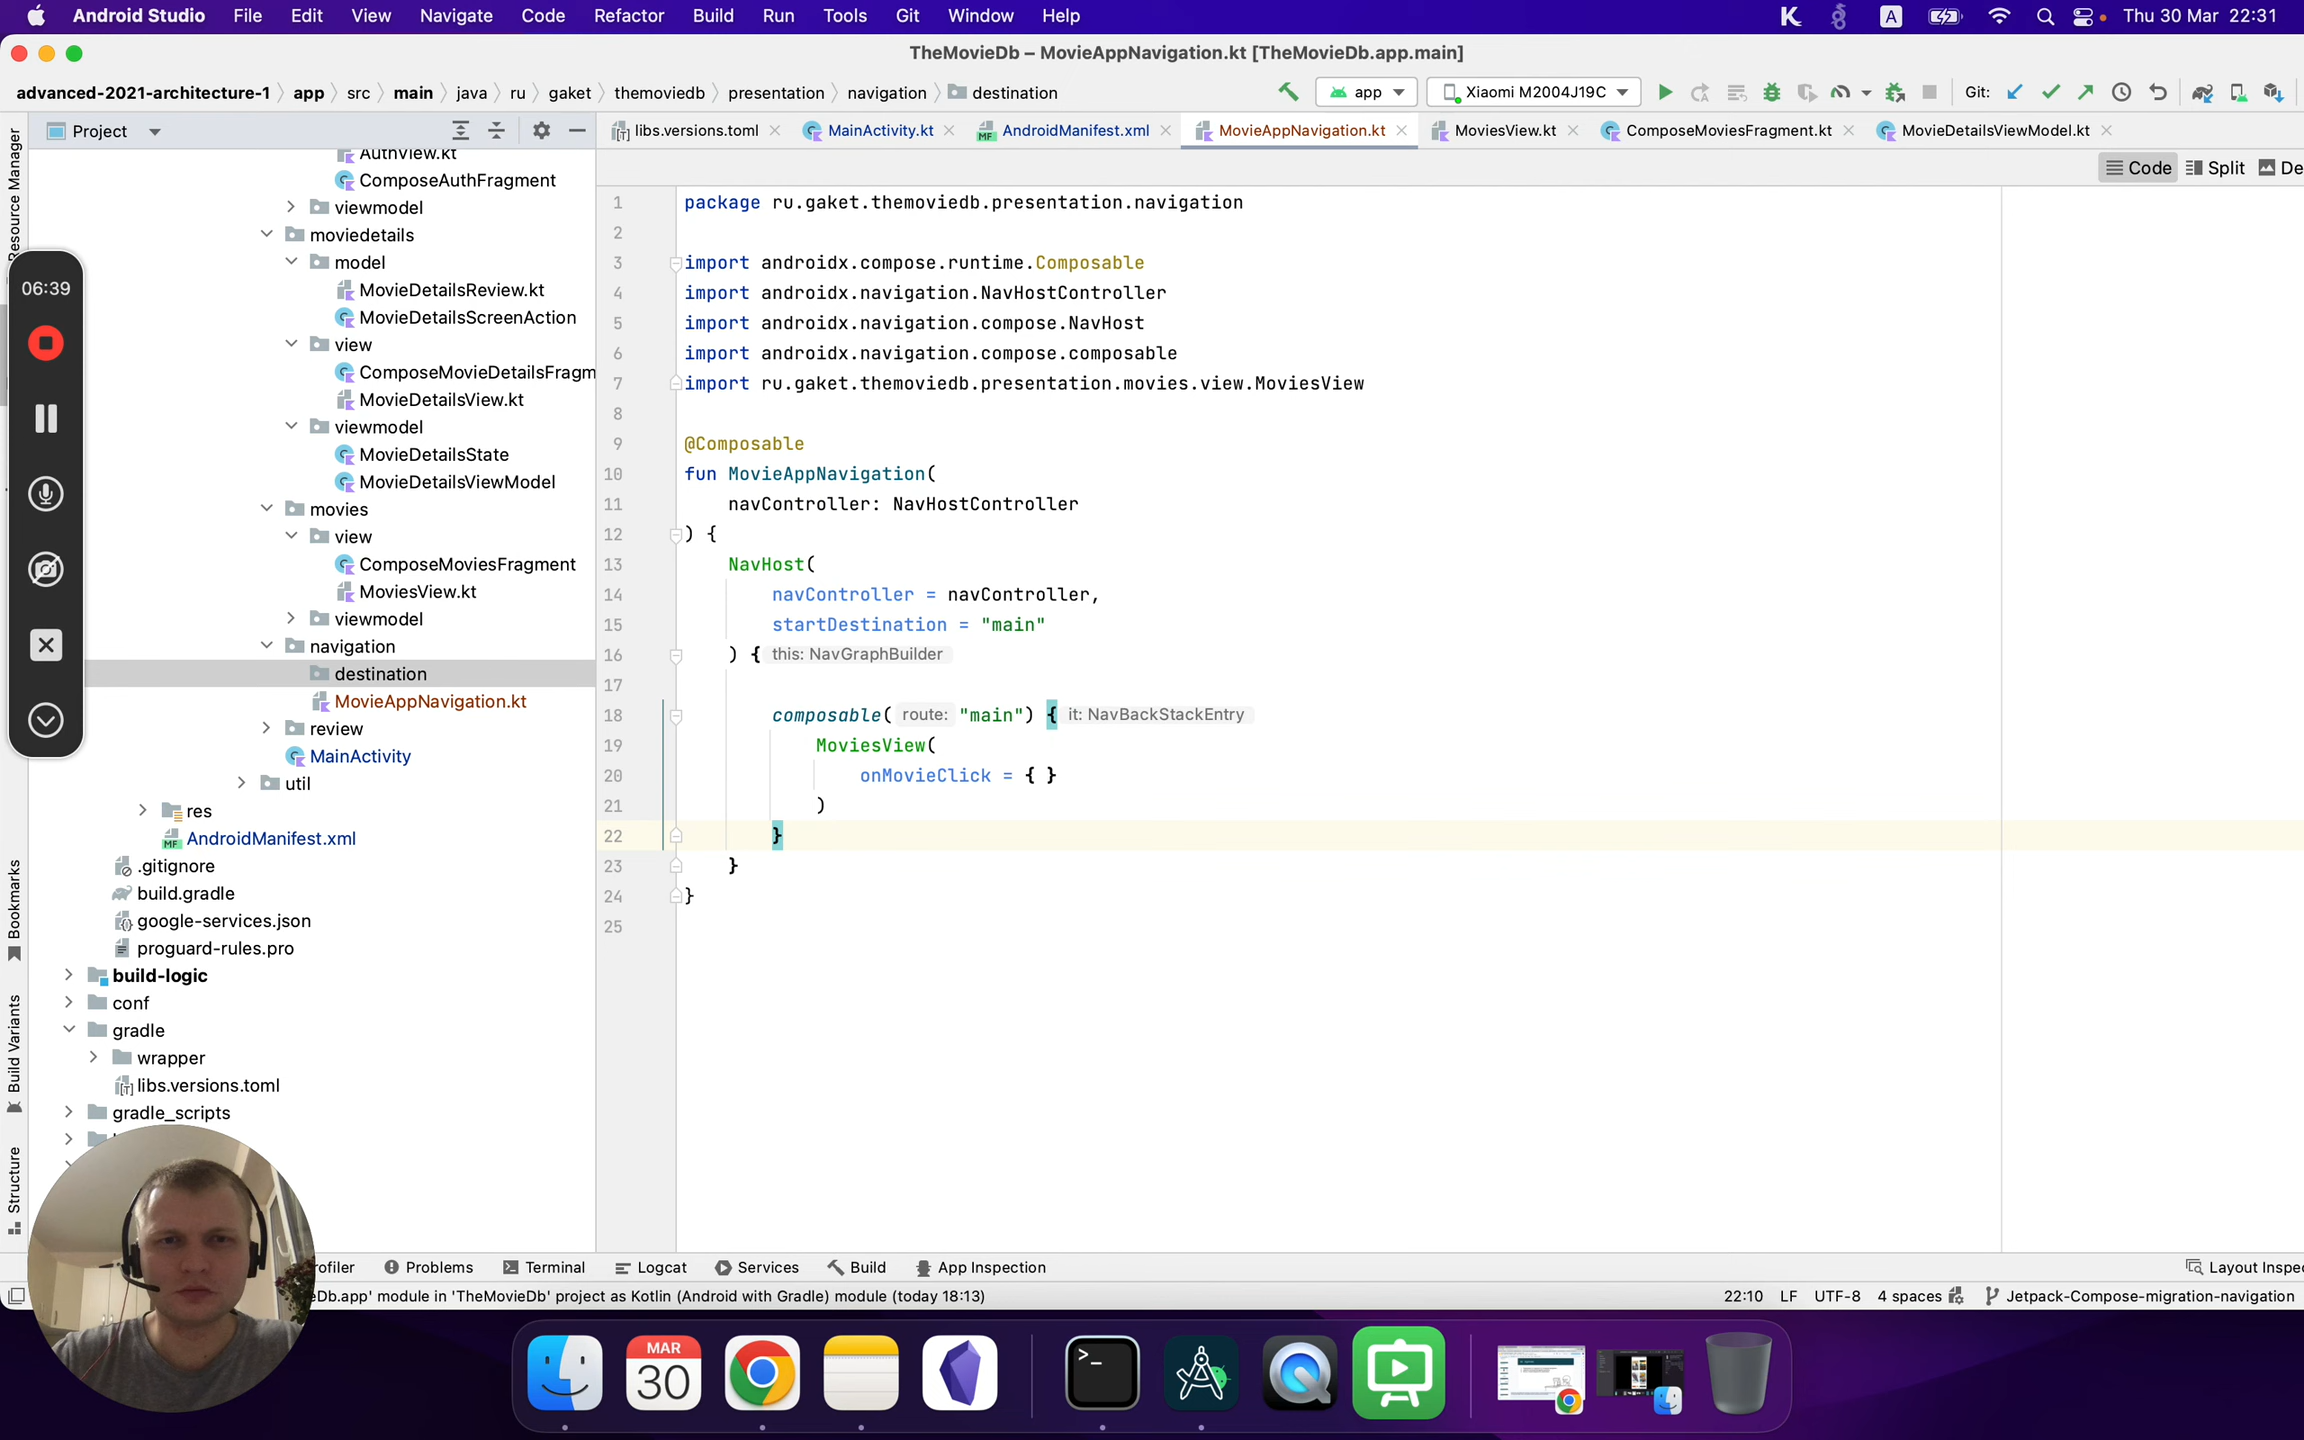 Android Studio File Edit View Navigate Code Refactor Build Run Tools Git Window Help A Thu 30 Mar 22:31
TheMovieDb – MovieAppNavigation.kt [TheMovieDb.app.main]
advanced-2021-architecture-1 app src main java ru gaket themoviedb presentation navigation destination app Xiaomi M2004J19C Git:
Project
libs.versions.toml MainActivity.kt AndroidManifest.xml MovieAppNavigation.kt MoviesView.kt ComposeMoviesFragment.kt MovieDetailsViewModel.kt
Code Split De
Resource Manager
AuthView.kt
ComposeAuthFragment
viewmodel
moviedetails
model
MovieDetailsReview.kt
MovieDetailsScreenAction
view
ComposeMovieDetailsFragm
MovieDetailsView.kt
viewmodel
MovieDetailsState
MovieDetailsViewModel
movies
view
ComposeMoviesFragment
MoviesView.kt
viewmodel
navigation
destination
MovieAppNavigation.kt
review
MainActivity
util
res
AndroidManifest.xml
.gitignore
build.gradle
google-services.json
proguard-rules.pro
build-logic
conf
gradle
wrapper
libs.versions.toml
gradle_scripts
06:39
Bookmarks
Build Variants
Structure
1 package ru.gaket.themoviedb.presentation.navigation
2
3 import androidx.compose.runtime.Composable
4 import androidx.navigation.NavHostController
5 import androidx.navigation.compose.NavHost
6 import androidx.navigation.compose.composable
7 import ru.gaket.themoviedb.presentation.movies.view.MoviesView
8
9 @Composable
10 fun MovieAppNavigation(
11 navController: NavHostController
12 ) {
13 NavHost(
14 navController = navController,
15 startDestination = "main"
16 ) { this: NavGraphBuilder
17
18 composable( route: "main") { it: NavBackStackEntry
19 MoviesView(
20 onMovieClick = { }
21 )
22 }
23 }
24 }
25
rofiler Problems Terminal Logcat Services Build App Inspection Layout Inspe
eDb.app' module in 'TheMovieDb' project as Kotlin (Android with Gradle) module (today 18:13) 22:10 LF UTF-8 4 spaces Jetpack-Compose-migration-navigation
MAR
30